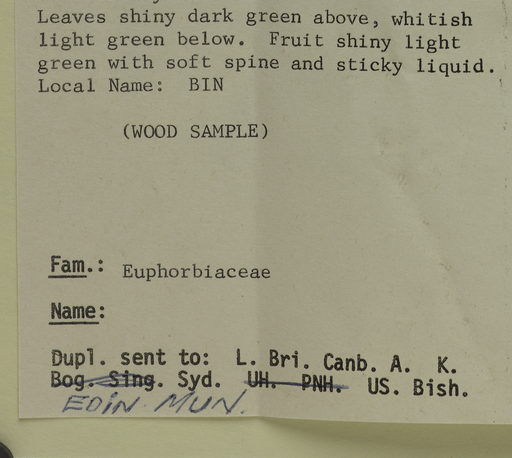 Leaves shiny dark green above, whitish
light green below. Fruit shiny light
green with soft spine and sticky liquid.
Local Name: BIN
(WOOD SAMPLE)
Fam.: Euphorbiaceae
Name:
Dupl. sent to: L. Bri. Canb. A. K.
Bog. Sing. Syd. UH. PNH. US. Bish.
EDIN. MUN.